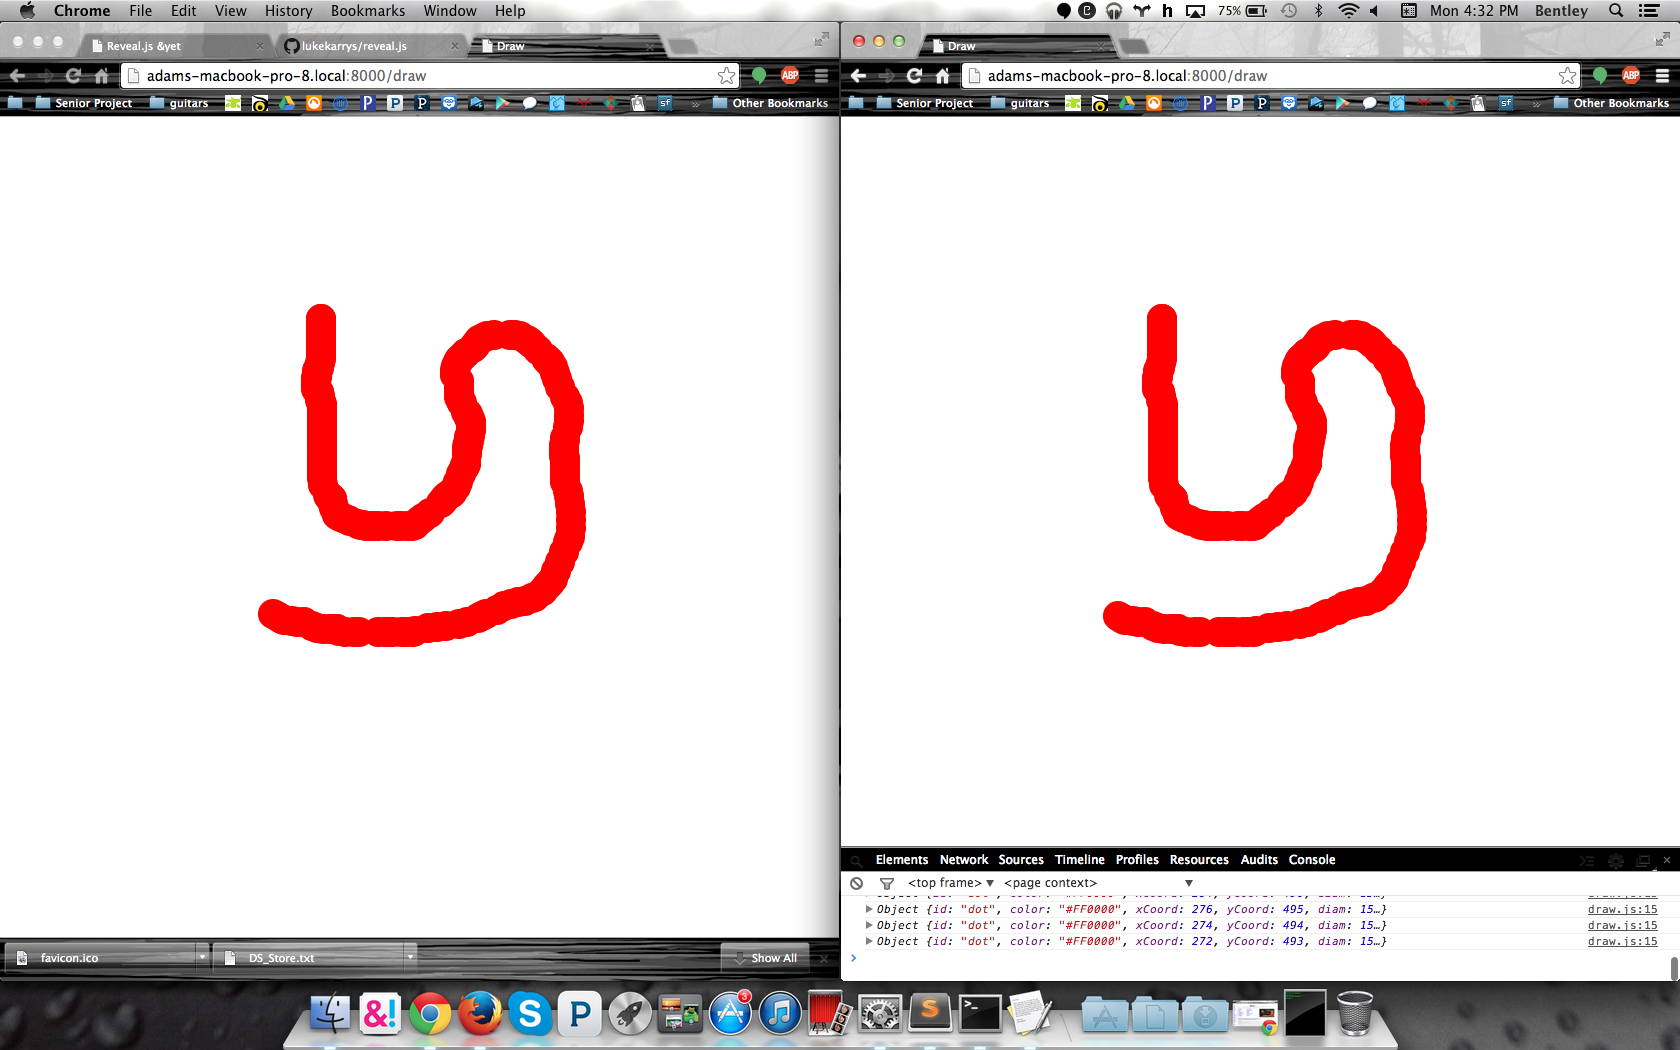 Chrome File Edit View History Bookmarks Window Help 75% Mon 4:32 PM Bentley
Reveal.js &yet lukekarrys/reveal.js Draw
adams-macbook-pro-8.local:8000/draw ABP
Senior Project guitars P P P sf » Other Bookmarks
Draw
adams-macbook-pro-8.local:8000/draw ABP
Senior Project guitars P P P sf » Other Bookmarks
Elements Network Sources Timeline Profiles Resources Audits Console
<top frame> <page context>
Object {id: "dot", color: "#FF0000", xCoord: 276, yCoord: 495, diam: 15…} draw.js:15
Object {id: "dot", color: "#FF0000", xCoord: 274, yCoord: 494, diam: 15…} draw.js:15
Object {id: "dot", color: "#FF0000", xCoord: 272, yCoord: 493, diam: 15…} draw.js:15
favicon.ico DS_Store.txt Show All
&! S P 3 S